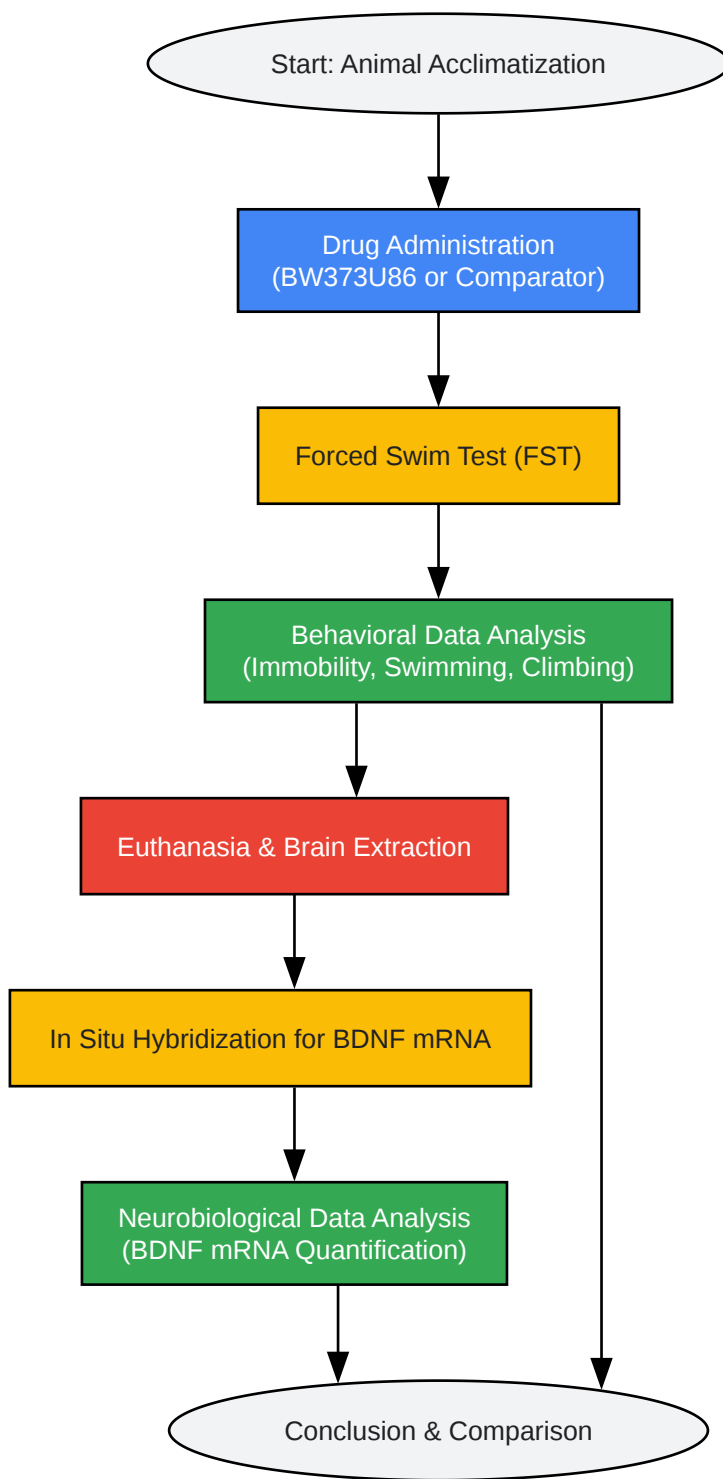 Start: Animal Acclimatization
Drug Administration
(BW373U86 or Comparator)
Forced Swim Test (FST)
Behavioral Data Analysis
(Immobility, Swimming, Climbing)
Euthanasia & Brain Extraction
In Situ Hybridization for BDNF mRNA
Neurobiological Data Analysis
(BDNF mRNA Quantification)
Conclusion & Comparison